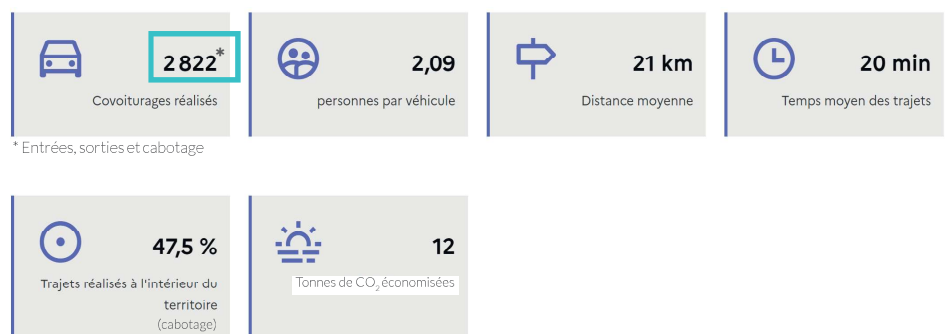 2 822*
Covoiturages réalisés
2,09
personnes par véhicule
21 km
Distance moyenne
20 min
Temps moyen des trajets
* Entrées, sorties et cabotage
47,5 %
Trajets réalisés à l'intérieur du
territoire
(cabotage)
12
Tonnes de CO₂ économisées